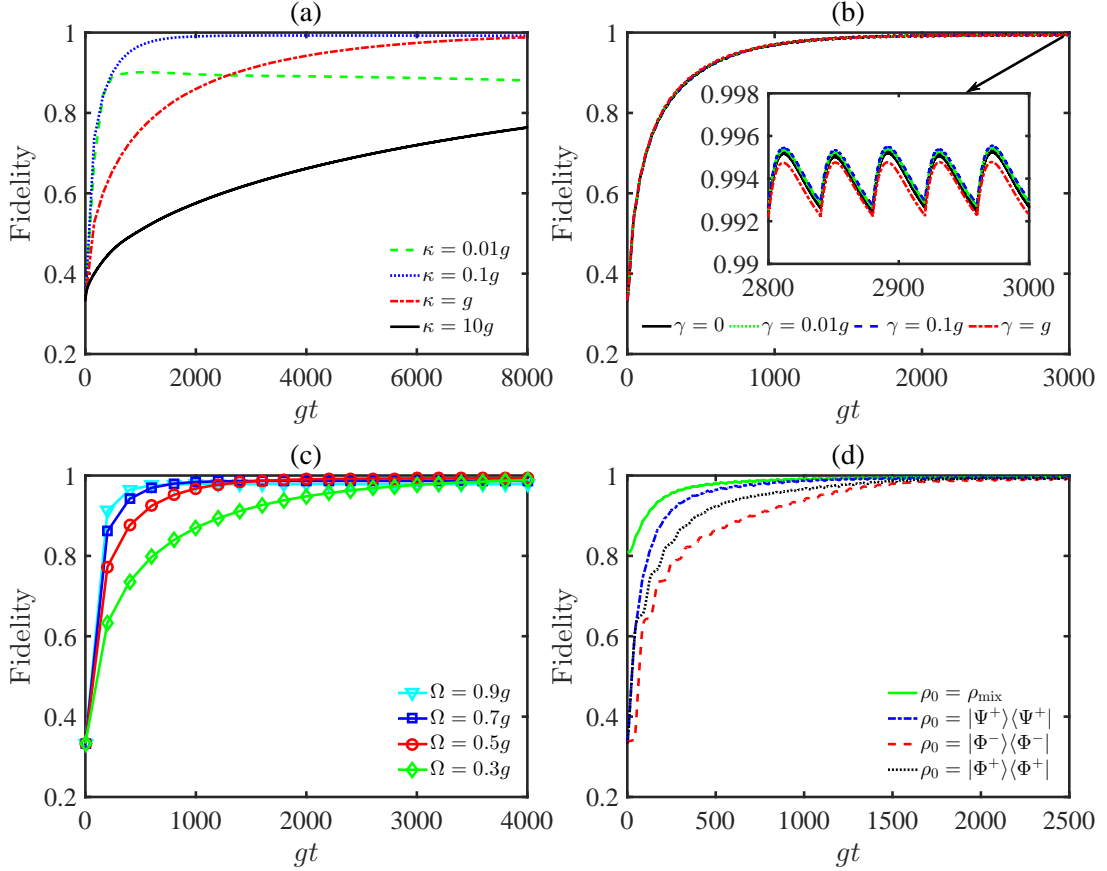 (a)
1
0.8
0.6
0.4
0.2
Fidelity
κ = 0.01g
κ = 0.1g
κ = g
κ = 10g
0 2000 4000 6000 8000
gt
(b)
1
0.8
0.6
0.4
0.2
Fidelity
0.998
0.996
0.994
0.992
0.99
2800 2900 3000
γ = 0 γ = 0.01g γ = 0.1g γ = g
0 1000 2000 3000
gt
(c)
1
0.8
0.6
0.4
0.2
Fidelity
Ω = 0.9g
Ω = 0.7g
Ω = 0.5g
Ω = 0.3g
0 1000 2000 3000 4000
gt
(d)
1
0.8
0.6
0.4
0.2
Fidelity
ρ₀ = ρ_mix
ρ₀ = |Ψ⁺⟩⟨Ψ⁺|
ρ₀ = |Φ⁻⟩⟨Φ⁻|
ρ₀ = |Φ⁺⟩⟨Φ⁺|
0 500 1000 1500 2000 2500
gt